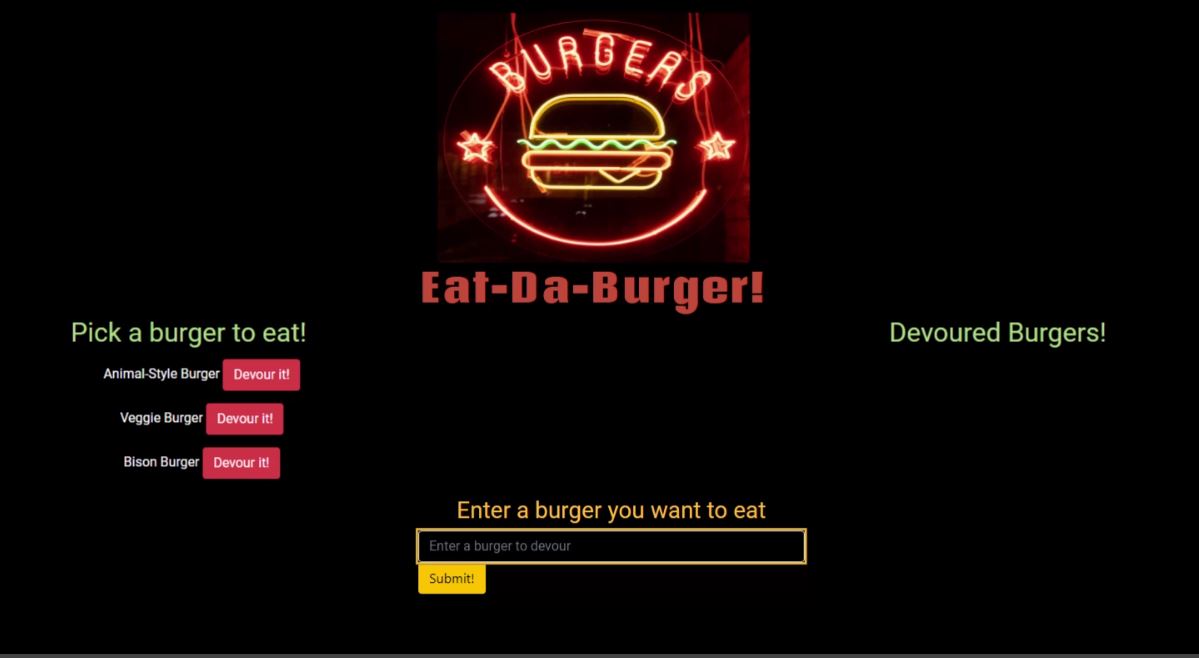 BURGERS
Eat-Da-Burger!
Pick a burger to eat!
Animal-Style Burger Devour it!
Veggie Burger Devour it!
Bison Burger Devour it!
Devoured Burgers!
Enter a burger you want to eat
Enter a burger to devour
Submit!